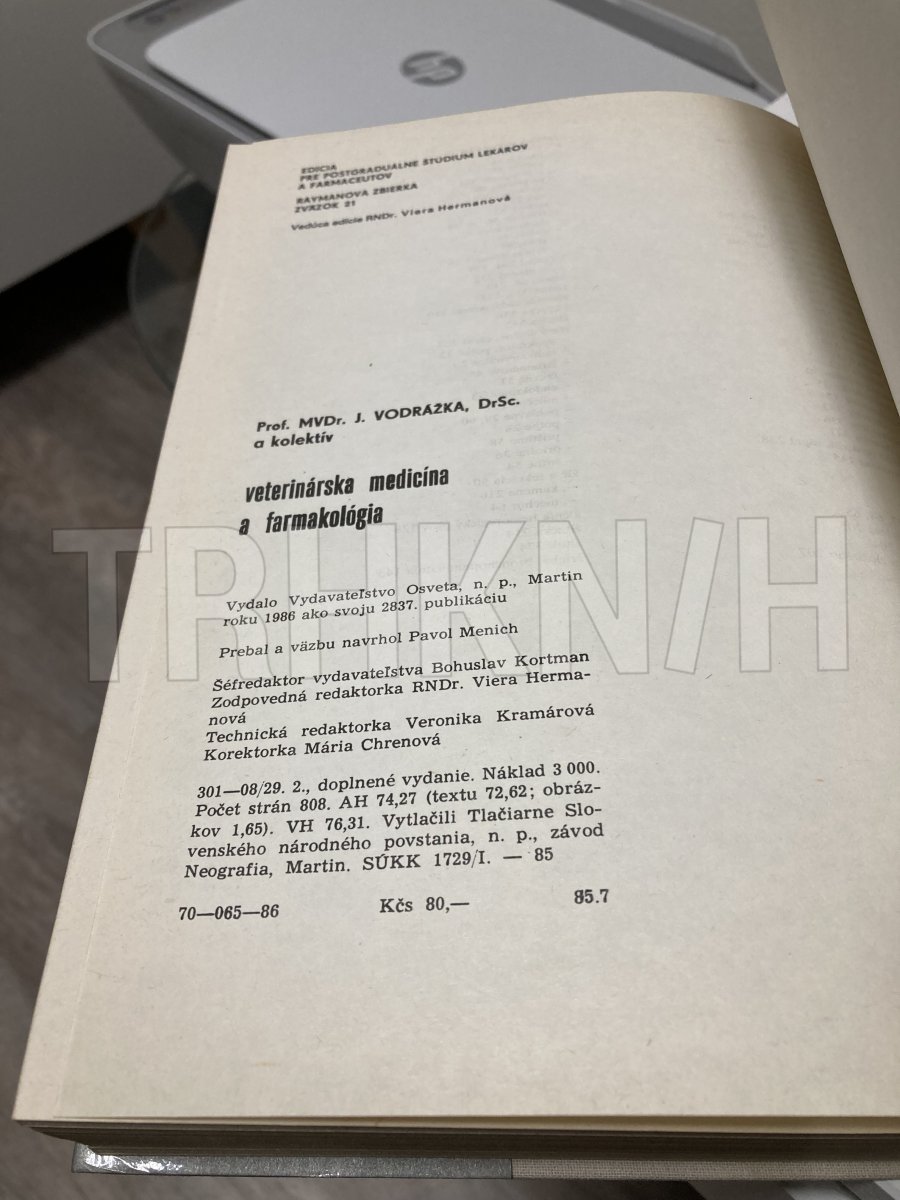 hp
EDÍCIA
PRE POSTGRADUÁLNE ŠTÚDIUM LEKÁROV
A FARMACEUTOV
RAYMANOVA ZBIERKA
ZVÄZOK 21
Vedúca edície RNDr. Viera Hermanová
Prof. MVDr. J. VODRÁŽKA, DrSc.
a kolektív
veterinárska medicína
a farmakológia
Vydalo Vydavateľstvo Osveta, n. p., Martin
roku 1986 ako svoju 2837. publikáciu
Prebal a väzbu navrhol Pavol Menich
Šéfredaktor vydavateľstva Bohuslav Kortman
Zodpovedná redaktorka RNDr. Viera Herma-
nová
Technická redaktorka Veronika Kramárová
Korektorka Mária Chrenová
301—08/29. 2., doplnené vydanie. Náklad 3 000.
Počet strán 808. AH 74,27 (textu 72,62; obráz-
kov 1,65). VH 76,31. Vytlačili Tlačiarne Slo-
venského národného povstania, n. p., závod
Neografia, Martin. SÚKK 1729/I. — 85
70—065—86 Kčs 80,— 85.7
TRHKN/H